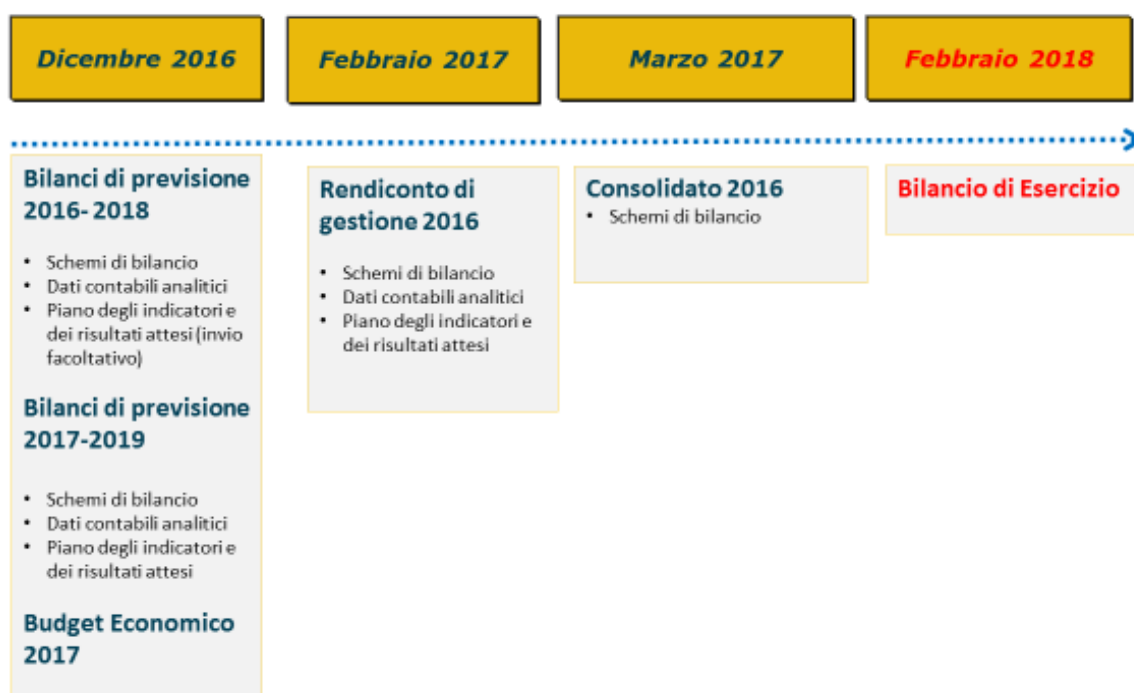 Dicembre 2016
Febbraio 2017
Marzo 2017
Febbraio 2018
Bilanci di previsione
2016- 2018
• Schemi di bilancio
• Dati contabili analitici
• Piano degli indicatori e
dei risultati attesi (invio
facoltativo)
Bilanci di previsione
2017-2019
• Schemi di bilancio
• Dati contabili analitici
• Piano degli indicatori e
dei risultati attesi
Budget Economico
2017
Rendiconto di
gestione 2016
• Schemi di bilancio
• Dati contabili analitici
• Piano degli indicatori e
dei risultati attesi
Consolidato 2016
• Schemi di bilancio
Bilancio di Esercizio